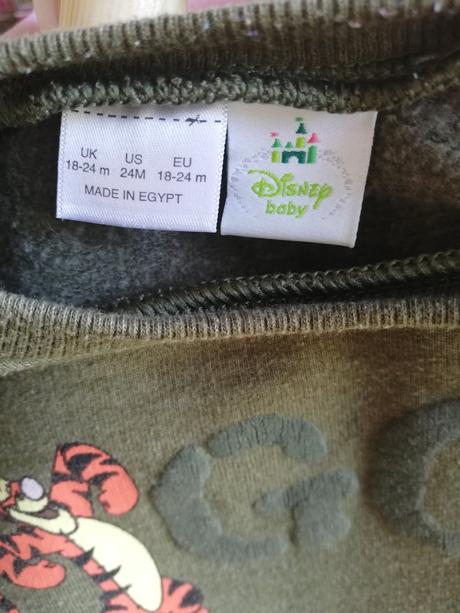 UK US EU
18-24 m 24M 18-24 m
MADE IN EGYPT
Disney
baby
G